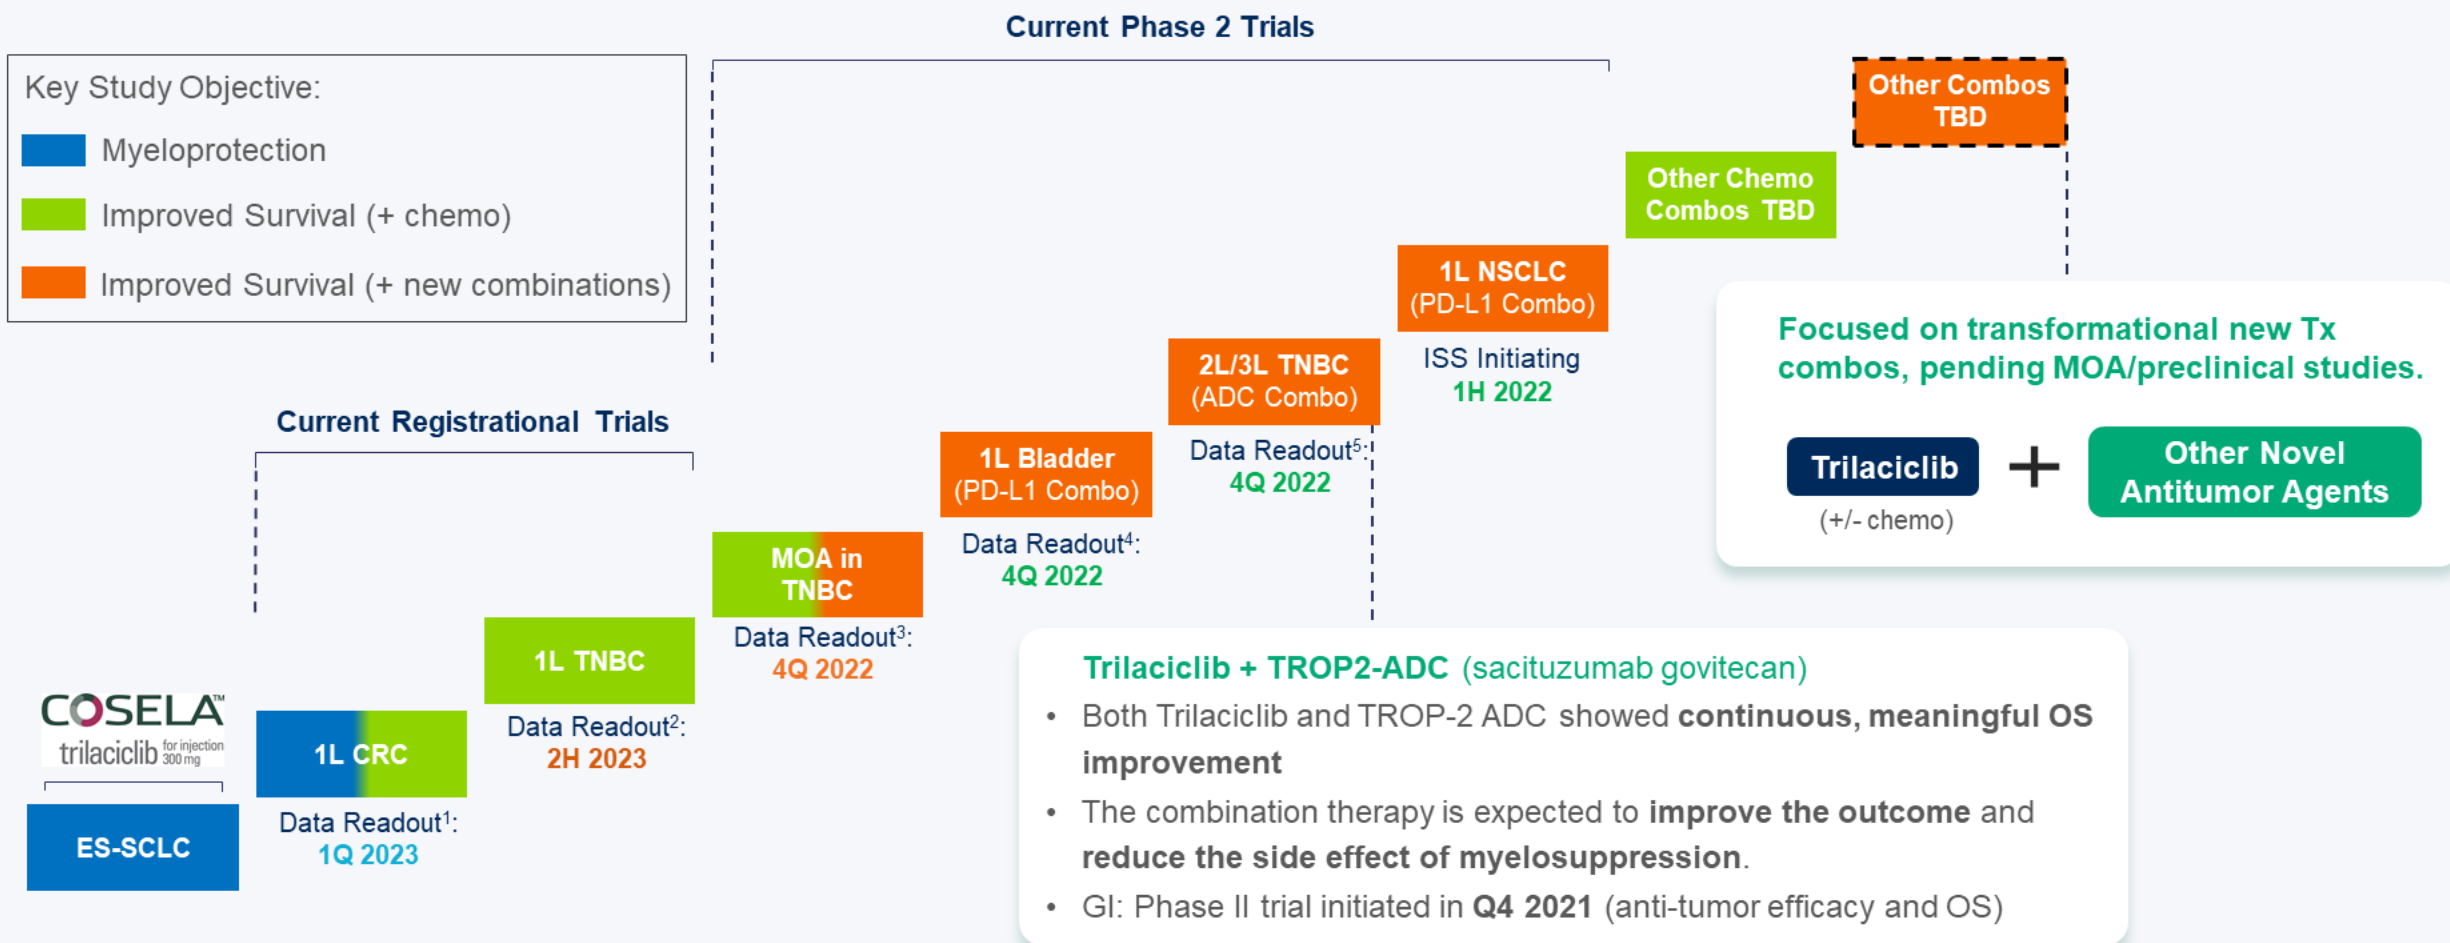 Current Phase 2 Trials
Key Study Objective:
Myeloprotection
Improved Survival (+ chemo)
Improved Survival (+ new combinations)
Other Combos
TBD
Other Chemo
Combos TBD
1L NSCLC
(PD-L1 Combo)
ISS Initiating
1H 2022
2L/3L TNBC
(ADC Combo)
Data Readout⁵:
4Q 2022
1L Bladder
(PD-L1 Combo)
Data Readout⁴:
4Q 2022
MOA in
TNBC
Data Readout³:
4Q 2022
Current Registrational Trials
1L TNBC
Data Readout²:
2H 2023
1L CRC
Data Readout¹:
1Q 2023
COSELA™
trilaciclib for injection 300 mg
ES-SCLC
Focused on transformational new Tx
combos, pending MOA/preclinical studies.
Trilaciclib
(+/- chemo)
+
Other Novel
Antitumor Agents
Trilaciclib + TROP2-ADC (sacituzumab govitecan)
• Both Trilaciclib and TROP-2 ADC showed continuous, meaningful OS
improvement
• The combination therapy is expected to improve the outcome and
reduce the side effect of myelosuppression.
• GI: Phase II trial initiated in Q4 2021 (anti-tumor efficacy and OS)